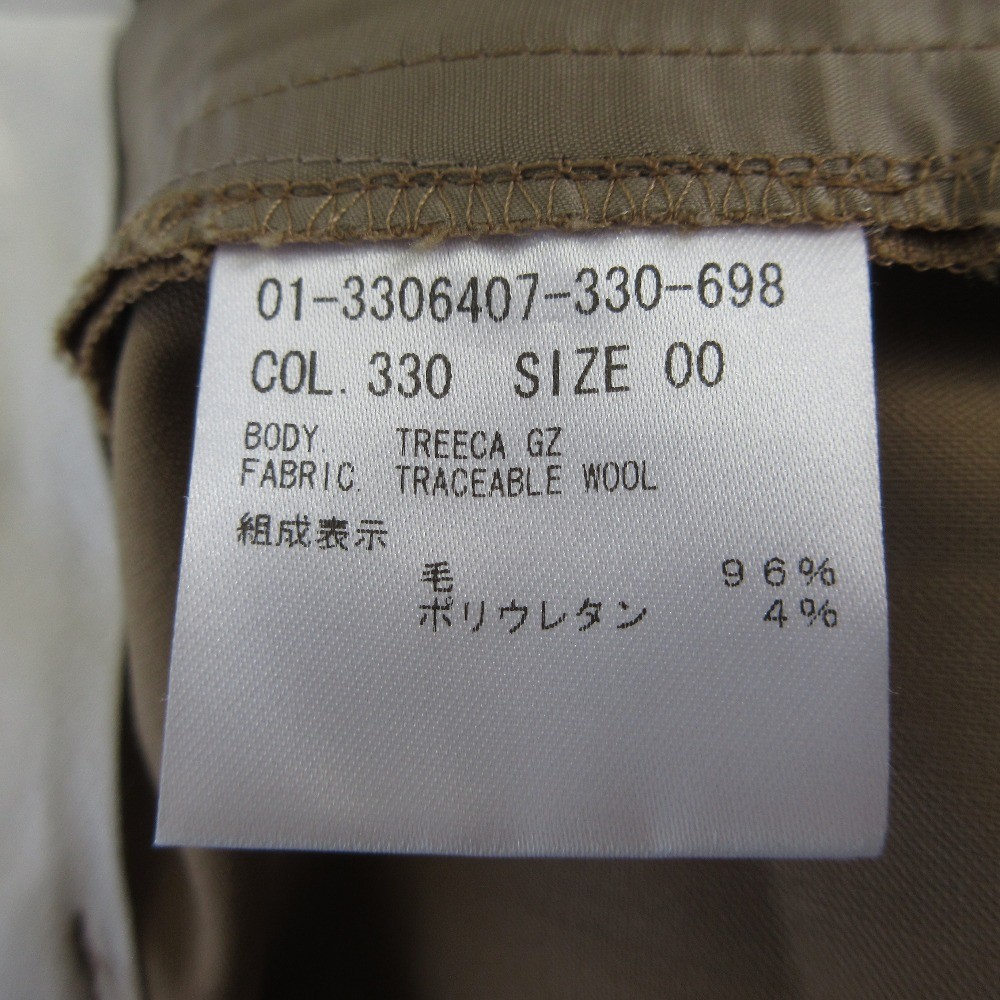 01-3306407-330-698
COL. 330 SIZE 00
BODY. TREECA GZ
FABRIC. TRACEABLE WOOL
組成表示
毛 96%
ポリウレタン 4%